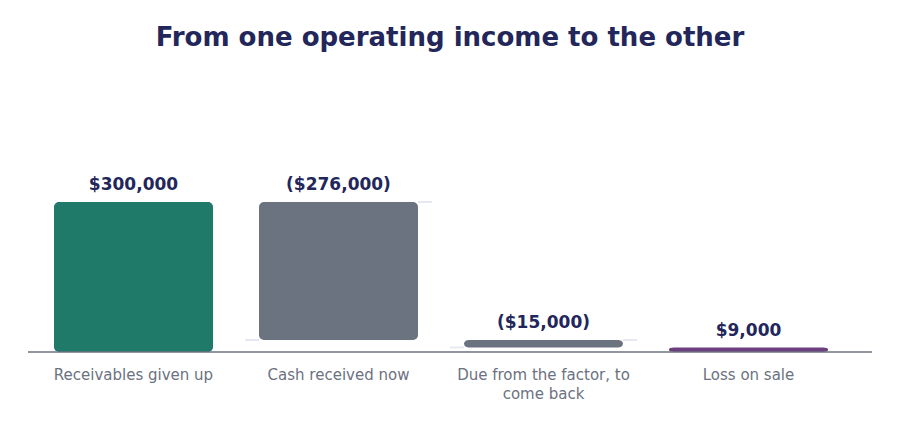 From one operating income to the other
$300,000
($276,000)
($15,000)
$9,000
Receivables given up
Cash received now
Due from the factor, to
come back
Loss on sale